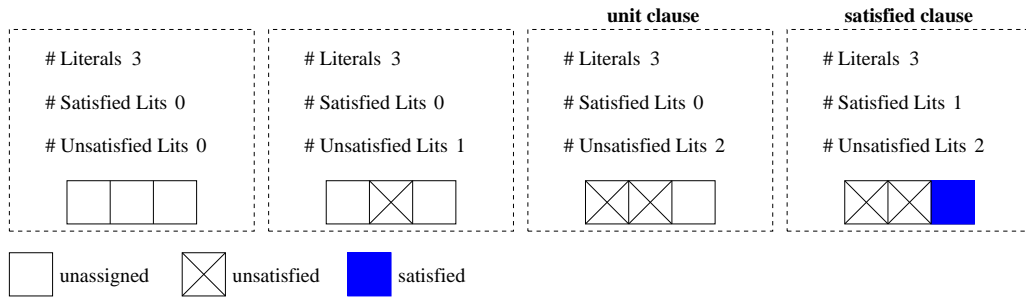 unit clause
satisfied clause
# Literals 3
# Satisfied Lits 0
# Unsatisfied Lits 0
# Literals 3
# Satisfied Lits 0
# Unsatisfied Lits 1
# Literals 3
# Satisfied Lits 0
# Unsatisfied Lits 2
# Literals 3
# Satisfied Lits 1
# Unsatisfied Lits 2
unassigned
unsatisfied
satisfied